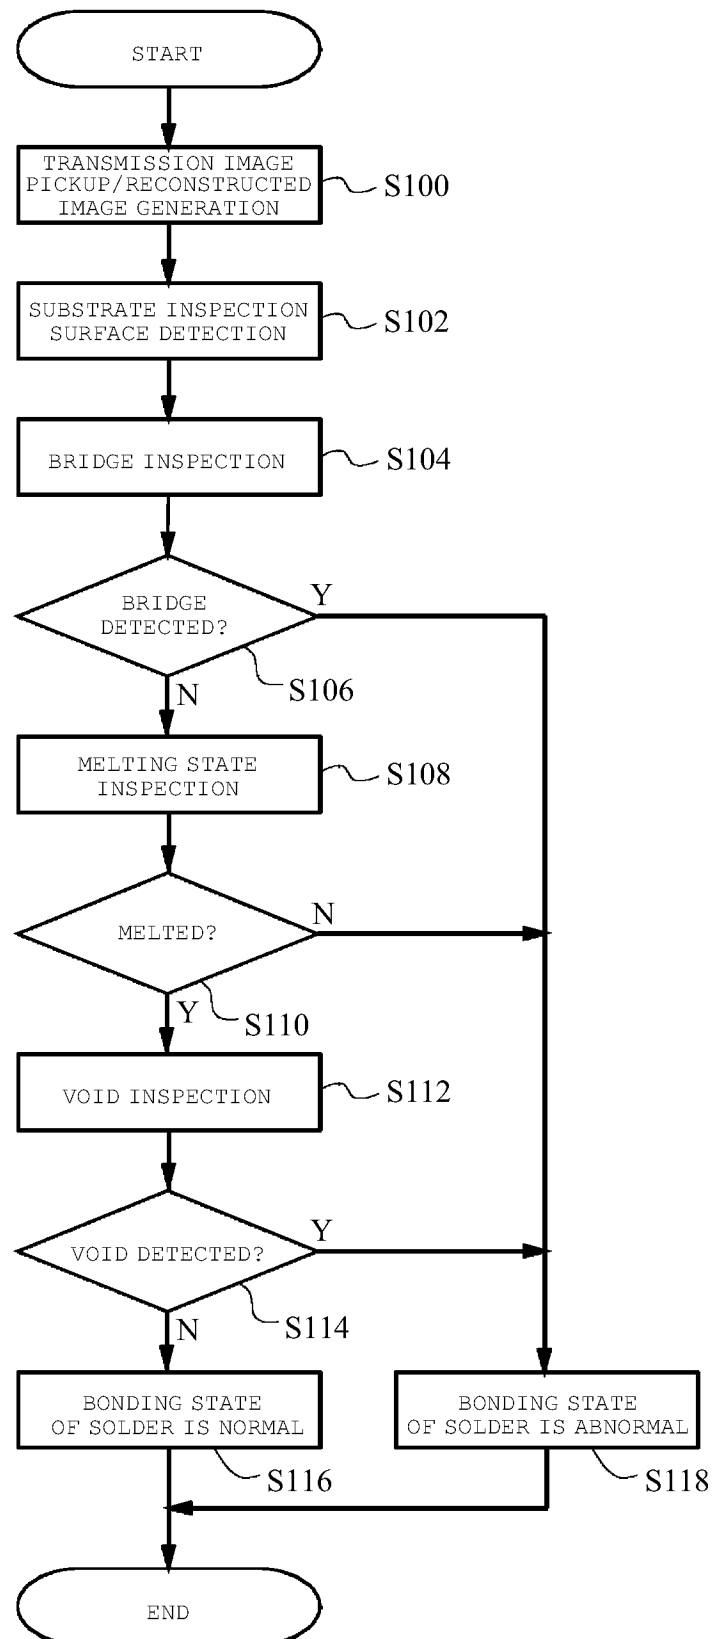 START
TRANSMISSION IMAGE
PICKUP/RECONSTRUCTED
IMAGE GENERATION
S100
SUBSTRATE INSPECTION
SURFACE DETECTION
S102
BRIDGE INSPECTION
S104
BRIDGE
DETECTED?
Y
S106
N
MELTING STATE
INSPECTION
S108
MELTED?
N
S110
Y
VOID INSPECTION
S112
VOID DETECTED?
Y
S114
N
BONDING STATE
OF SOLDER IS NORMAL
S116
BONDING STATE
OF SOLDER IS ABNORMAL
S118
END